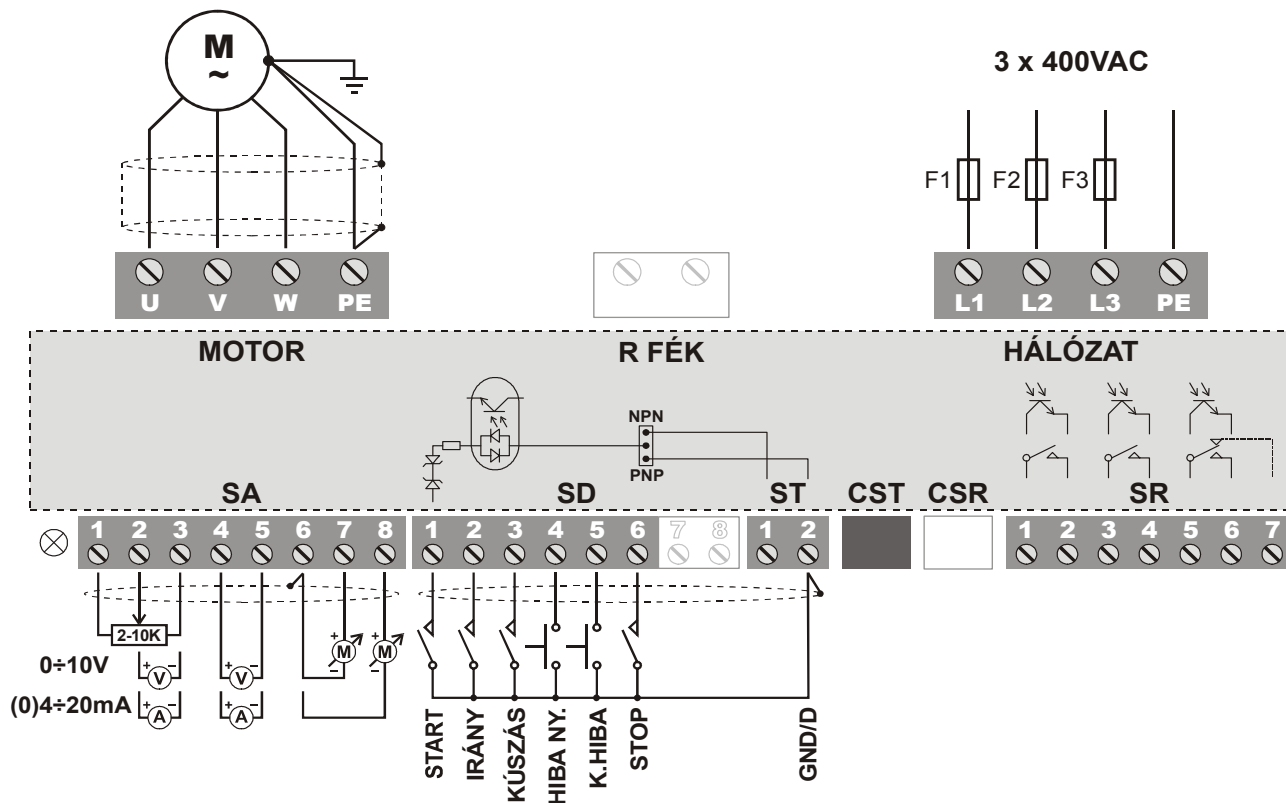 M
~
3 x 400VAC
F1 F2 F3
U V W PE
L1 L2 L3 PE
MOTOR R FÉK HÁLÓZAT
NPN
PNP
SA SD ST CST CSR SR
1 2 3 4 5 6 7 8
1 2 3 4 5 6 7 8
1 2
1 2 3 4 5 6 7
2-10K
+ M -
+ M -
0÷10V
+ V -
+ V -
(0)4÷20mA
+ A -
+ A -
START
IRÁNY
KÚSZÁS
HIBA NY.
K.HIBA
STOP
GND/D